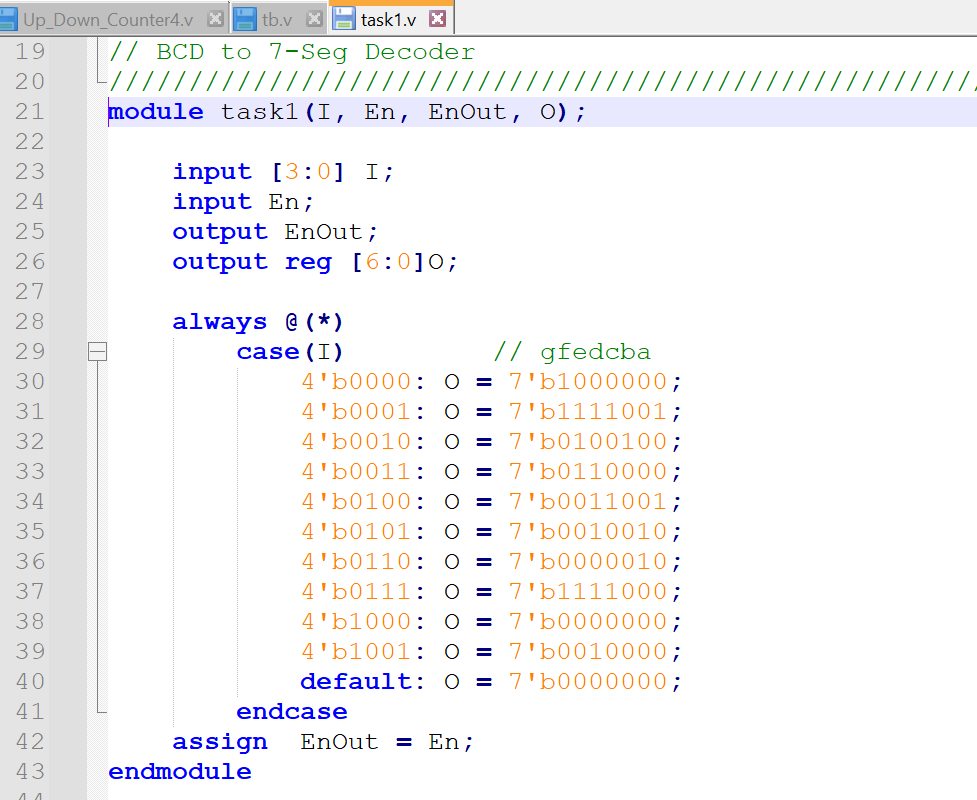 Up_Down_Counter4.v tb.v task1.v
19 // BCD to 7-Seg Decoder
20 //////////////////////////////////////////////////////
21 module task1(I, En, EnOut, O);
22
23     input [3:0] I;
24     input En;
25     output EnOut;
26     output reg [6:0]O;
27
28     always @(*)
29         case(I)         // gfedcba
30             4'b0000: O = 7'b1000000;
31             4'b0001: O = 7'b1111001;
32             4'b0010: O = 7'b0100100;
33             4'b0011: O = 7'b0110000;
34             4'b0100: O = 7'b0011001;
35             4'b0101: O = 7'b0010010;
36             4'b0110: O = 7'b0000010;
37             4'b0111: O = 7'b1111000;
38             4'b1000: O = 7'b0000000;
39             4'b1001: O = 7'b0010000;
40             default: O = 7'b0000000;
41         endcase
42     assign  EnOut = En;
43 endmodule
44